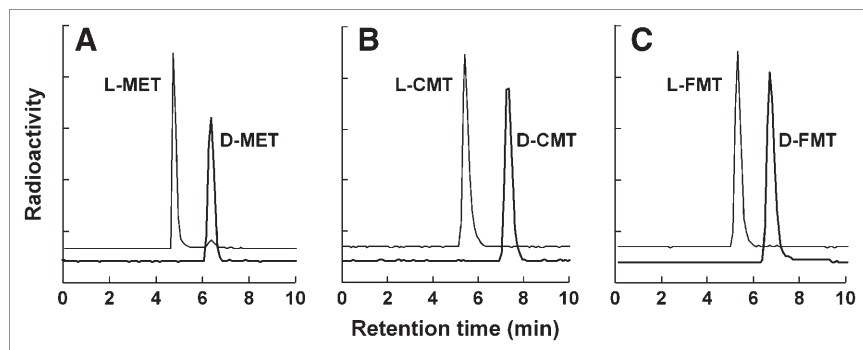 A
B
C
L-MET
D-MET
L-CMT
D-CMT
L-FMT
D-FMT
Radioactivity
0 2 4 6 8 10
0 2 4 6 8 10
0 2 4 6 8 10
Retention time (min)